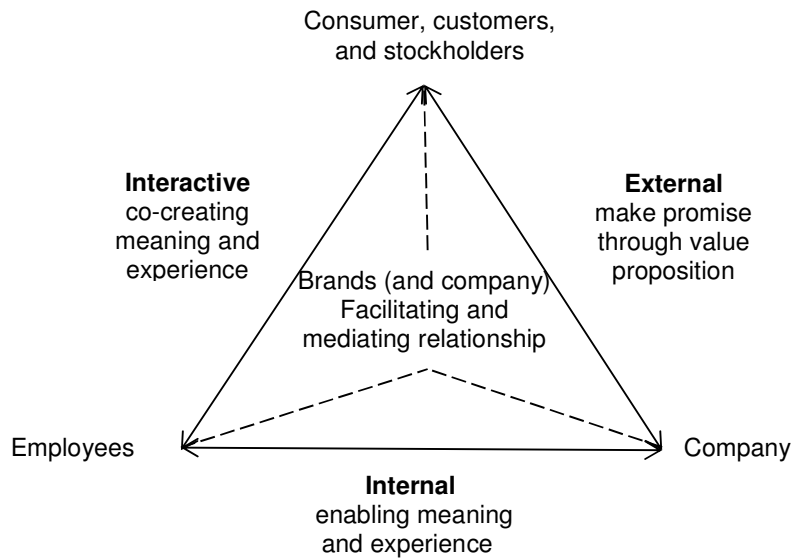 Consumer, customers,
and stockholders
Interactive
co-creating
meaning and
experience
External
make promise
through value
proposition
Brands (and company)
Facilitating and
mediating relationship
Employees
Company
Internal
enabling meaning
and experience